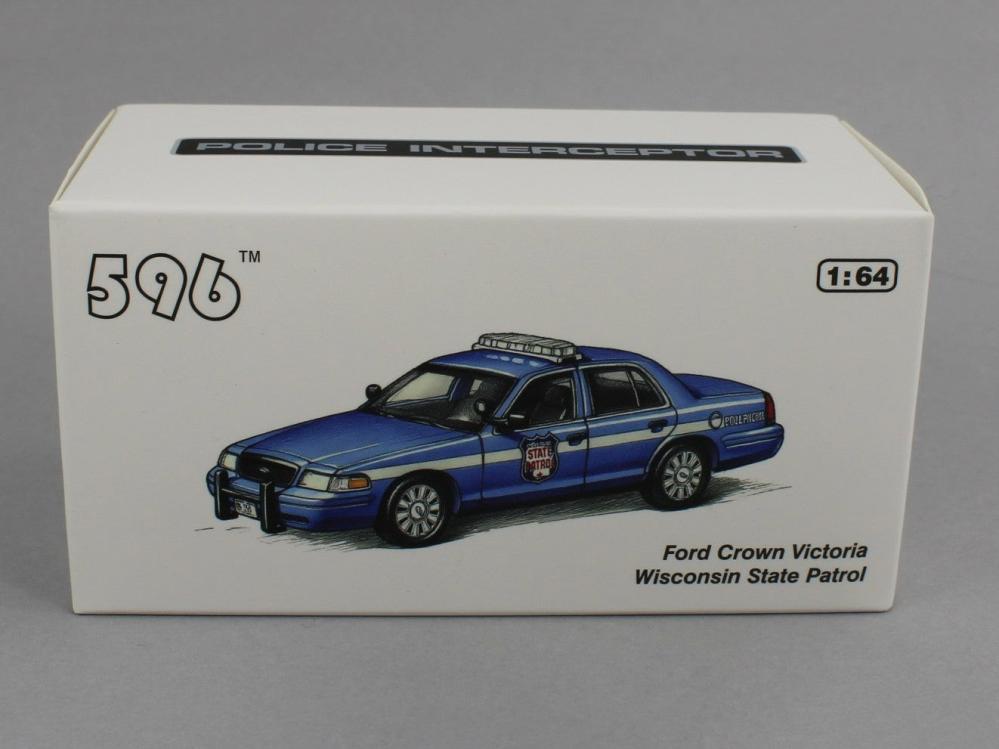 POLICE INTERCEPTOR
596™
1:64
STATE
PATROL
Ford Crown Victoria
Wisconsin State Patrol